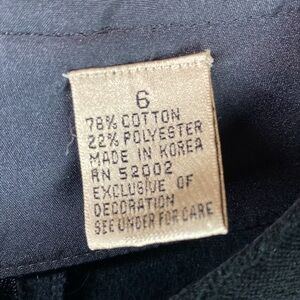 6
78% COTTON
22% POLYESTER
MADE IN KOREA
RN 52002
EXCLUSIVE OF
DECORATION
SEE UNDER FOR CARE